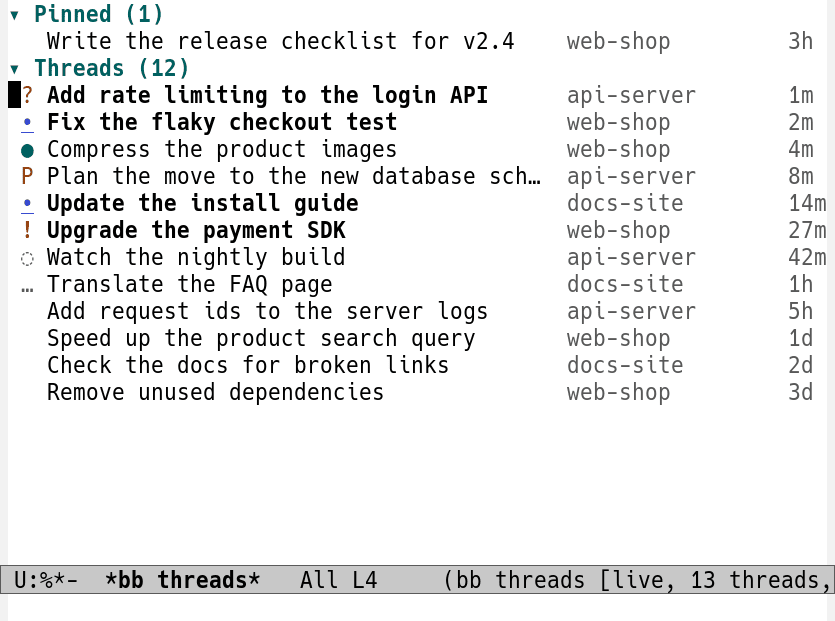 ▾ Pinned (1)
Write the release checklist for v2.4 web-shop 3h
▾ Threads (12)
? Add rate limiting to the login API api-server 1m
• Fix the flaky checkout test web-shop 2m
● Compress the product images web-shop 4m
P Plan the move to the new database sch… api-server 8m
• Update the install guide docs-site 14m
! Upgrade the payment SDK web-shop 27m
◌ Watch the nightly build api-server 42m
… Translate the FAQ page docs-site 1h
Add request ids to the server logs api-server 5h
Speed up the product search query web-shop 1d
Check the docs for broken links docs-site 2d
Remove unused dependencies web-shop 3d
U:%*- *bb threads* All L4 (bb threads [live, 13 threads,